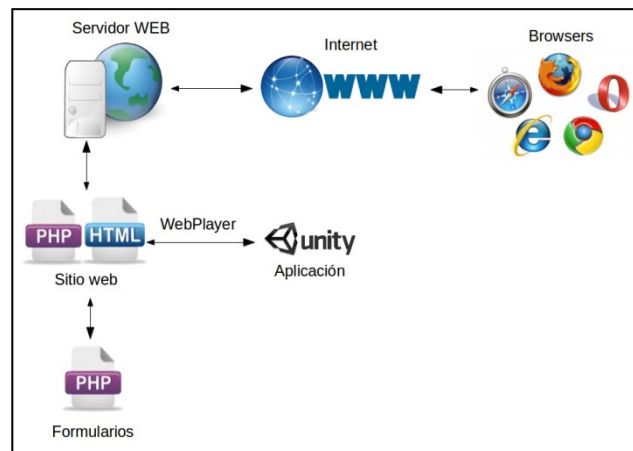 Servidor WEB
Internet
Browsers
WWW
PHP
HTML
WebPlayer
unity
Sitio web
Aplicación
PHP
Formularios